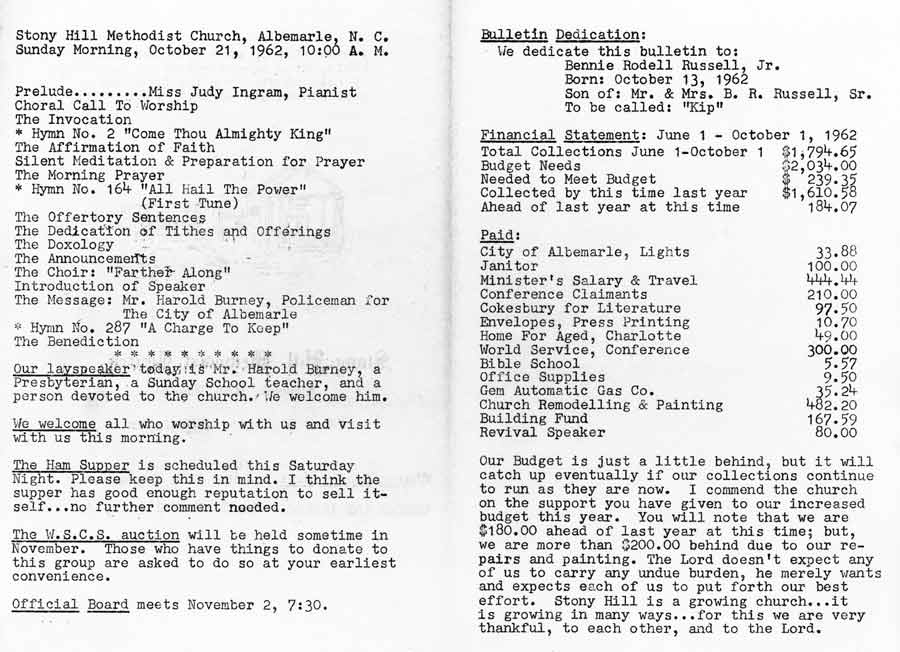 Stony Hill Methodist Church, Albemarle, N. C.
Sunday Morning, October 21, 1962, 10:00 A. M.
Prelude.........Miss Judy Ingram, Pianist
Choral Call To Worship
The Invocation
* Hymn No. 2 "Come Thou Almighty King"
The Affirmation of Faith
Silent Meditation & Preparation for Prayer
The Morning Prayer
* Hymn No. 164 "All Hail The Power"
(First Tune)
The Offertory Sentences
The Dedication of Tithes and Offerings
The Doxology
The Announcements
The Choir: "Farther Along"
Introduction of Speaker
The Message: Mr. Harold Burney, Policeman for
The City of Albemarle
* Hymn No. 287 "A Charge To Keep"
The Benediction
* * * * * * * * * * *
Our layspeaker today is Mr. Harold Burney, a
Presbyterian, a Sunday School teacher, and a
person devoted to the church. We welcome him.
We welcome all who worship with us and visit
with us this morning.
The Ham Supper is scheduled this Saturday
Night. Please keep this in mind. I think the
supper has good enough reputation to sell it-
self...no further comment needed.
The W.S.C.S. auction will be held sometime in
November. Those who have things to donate to
this group are asked to do so at your earliest
convenience.
Official Board meets November 2, 7:30.
Bulletin Dedication:
We dedicate this bulletin to:
Bennie Rodell Russell, Jr.
Born: October 13, 1962
Son of: Mr. & Mrs. B. R. Russell, Sr.
To be called: "Kip"
Financial Statement: June 1 - October 1, 1962
Total Collections June 1-October 1 $1,794.65
Budget Needs $2,034.00
Needed to Meet Budget $ 239.35
Collected by this time last year $1,610.58
Ahead of last year at this time 184.07
Paid:
City of Albemarle, Lights 33.88
Janitor 100.00
Minister's Salary & Travel 444.44
Conference Claimants 210.00
Cokesbury for Literature 97.50
Envelopes, Press Printing 10.70
Home For Aged, Charlotte 49.00
World Service, Conference 300.00
Bible School 5.57
Office Supplies 9.50
Gem Automatic Gas Co. 35.24
Church Remodelling & Painting 482.20
Building Fund 167.59
Revival Speaker 80.00
Our Budget is just a little behind, but it will
catch up eventually if our collections continue
to run as they are now. I commend the church
on the support you have given to our increased
budget this year. You will note that we are
$180.00 ahead of last year at this time; but,
we are more than $200.00 behind due to our re-
pairs and painting. The Lord doesn't expect any
of us to carry any undue burden, he merely wants
and expects each of us to put forth our best
effort. Stony Hill is a growing church...it
is growing in many ways...for this we are very
thankful, to each other, and to the Lord.